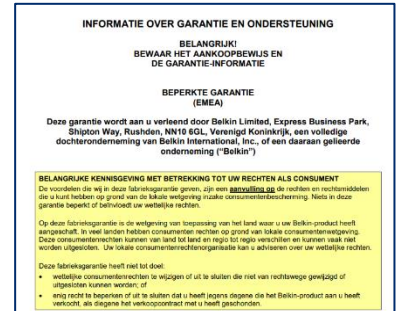 INFORMATIE OVER GARANTIE EN ONDERSTEUNING
BELANGRIJK!
BEWAAR HET AANKOOPBEWIJS EN
DE GARANTIE-INFORMATIE
BEPERKTE GARANTIE
(EMEA)
Deze garantie wordt aan u verleend door Belkin Limited, Express Business Park,
Shipton Way, Rushden, NN10 6GL, Verenigd Koninkrijk, een volledige
dochteronderneming van Belkin International, Inc., of een daaraan gelieerde
onderneming ("Belkin")
BELANGRIJKE KENNISGEVING MET BETREKKING TOT UW RECHTEN ALS CONSUMENT
De voordelen die wij in deze fabrieksgarantie geven, zijn een aanvulling op de rechten en rechtsmiddelen
die u kunt hebben op grond van de lokale wetgeving inzake consumentenbescherming. Niets in deze
garantie beperkt of beïnvloedt uw wettelijke rechten.
Op deze fabrieksgarantie is de wetgeving van toepassing van het land waar u uw Belkin-product heeft
aangeschaft. In veel landen hebben consumenten rechten op grond van lokale consumentenwetgeving.
Deze consumentenrechten kunnen van land tot land en regio tot regio verschillen en kunnen vaak niet
worden uitgesloten. Uw lokale consumentenrechtenorganisatie kan u adviseren over uw wettelijke rechten.
Deze fabrieksgarantie heeft niet tot doel:
• wettelijke consumentenrechten te wijzigen of uit te sluiten die niet van rechtswege gewijzigd of
uitgesloten kunnen worden; of
• enig recht te beperken of uit te sluiten dat u heeft jegens degene die het Belkin-product aan u heeft
verkocht, als diegene het verkoopcontract met u heeft geschonden.